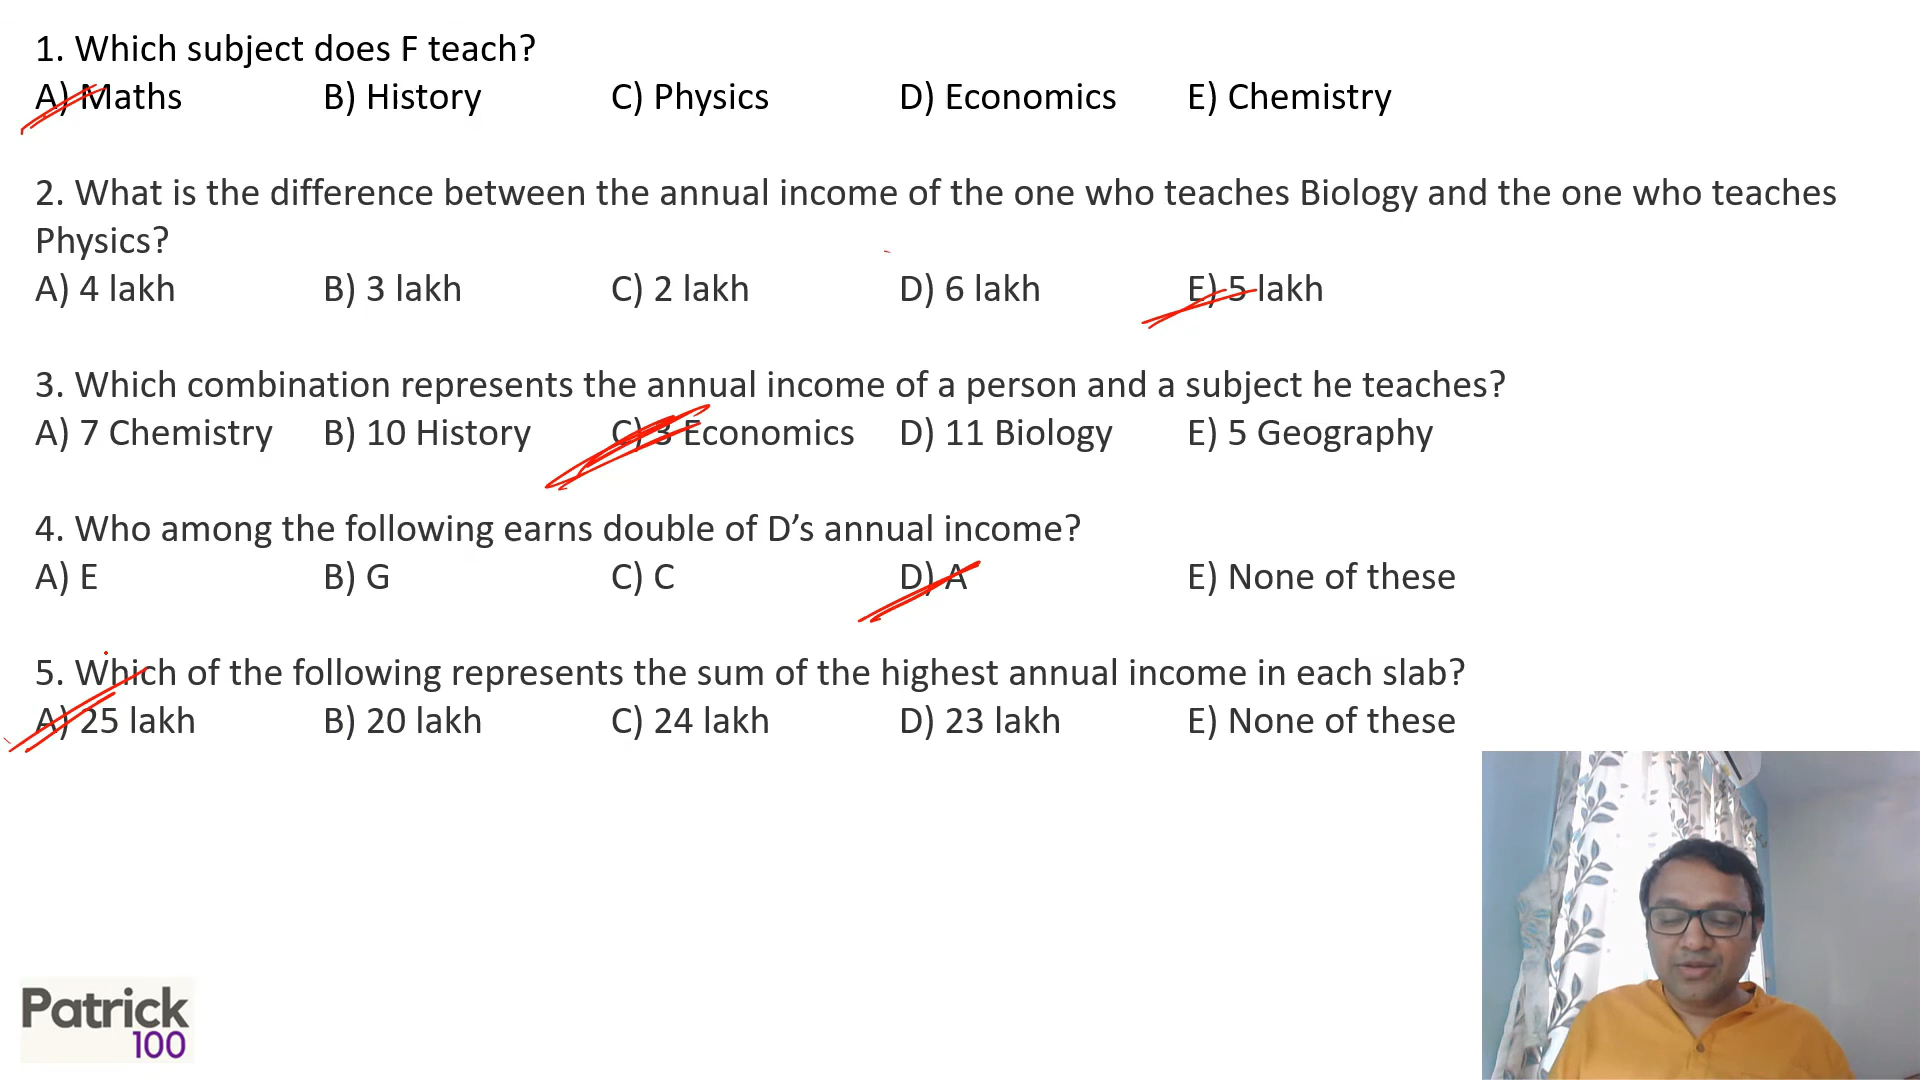 1. Which subject does F teach?
A) Maths B) History C) Physics D) Economics E) Chemistry
2. What is the difference between the annual income of the one who teaches Biology and the one who teaches
Physics?
A) 4 lakh B) 3 lakh C) 2 lakh D) 6 lakh E) 5 lakh
3. Which combination represents the annual income of a person and a subject he teaches?
A) 7 Chemistry B) 10 History C) 3 Economics D) 11 Biology E) 5 Geography
4. Who among the following earns double of D’s annual income?
A) E B) G C) C D) A E) None of these
5. Which of the following represents the sum of the highest annual income in each slab?
A) 25 lakh B) 20 lakh C) 24 lakh D) 23 lakh E) None of these
Patrick
100